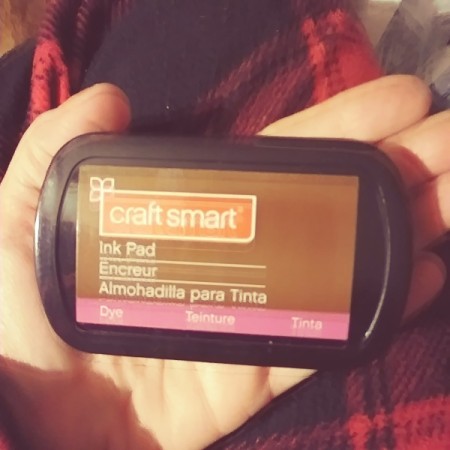 craft smart®
Ink Pad
Encreur
Almohadilla para Tinta
Dye Teinture Tinta